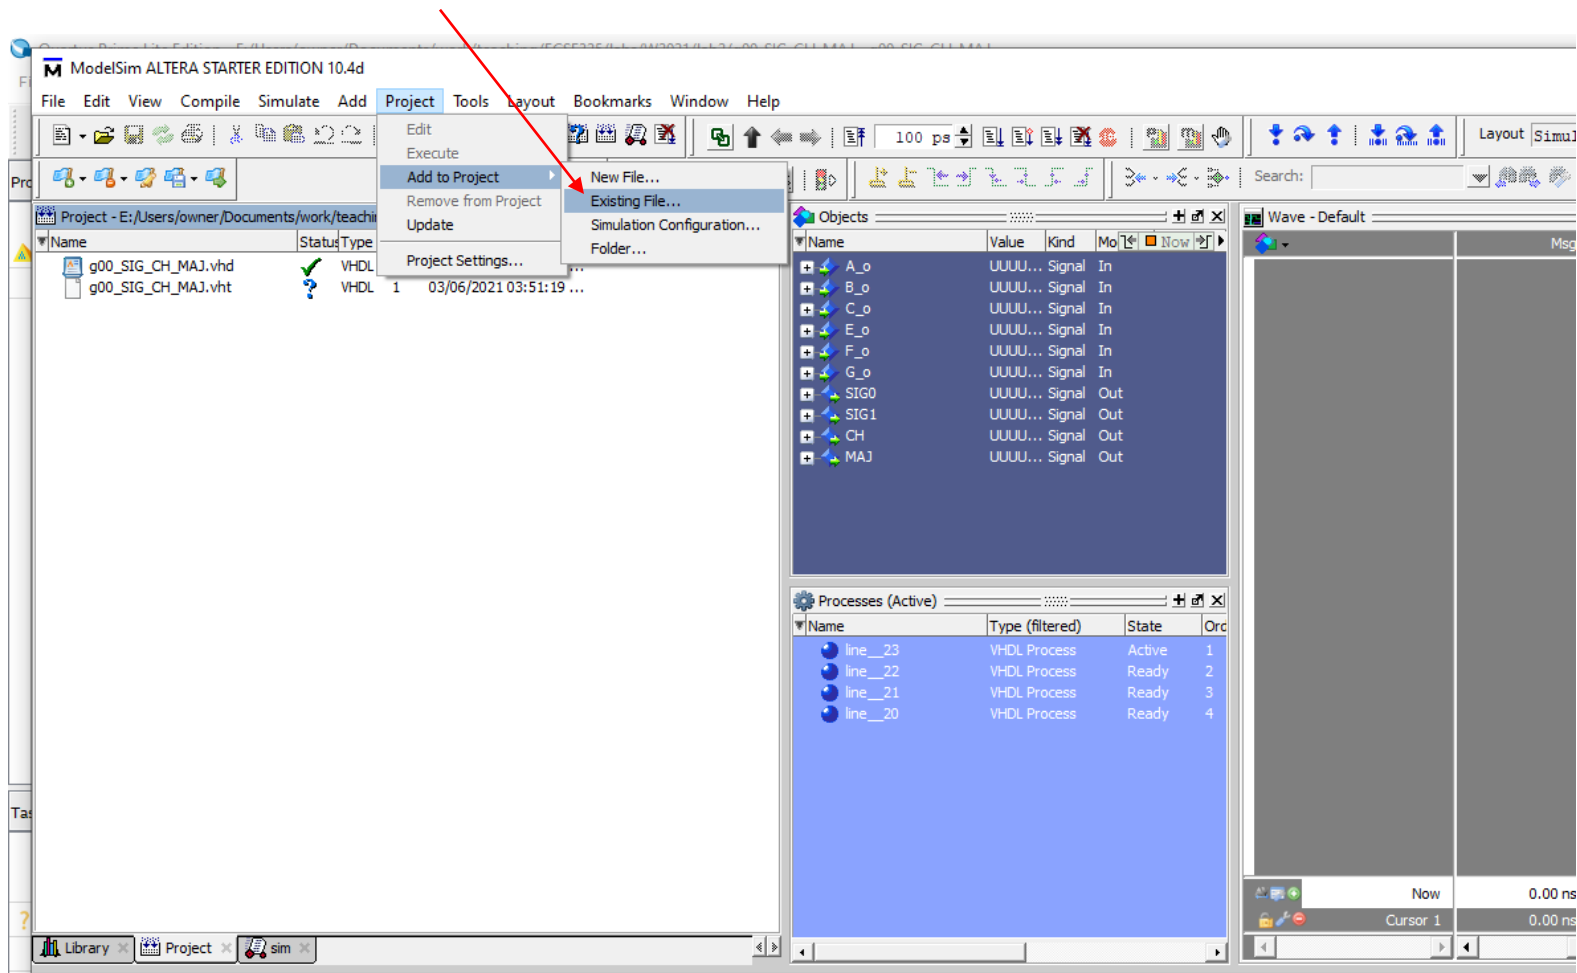 ModelSim ALTERA STARTER EDITION 10.4d
File Edit View Compile Simulate Add Project Tools Layout Bookmarks Window Help
Edit
Execute
Add to Project
Remove from Project
Update
Project Settings...
New File...
Existing File...
Simulation Configuration...
Folder...
100 ps
Layout Simul
Search:
Project - E:/Users/owner/Documents/work/teachi
Name Status Type
g00_SIG_CH_MAJ.vhd VHDL
g00_SIG_CH_MAJ.vht VHDL 1 03/06/2021 03:51:19 ...
Objects
Name Value Kind Mo Now
A_o UUUU... Signal In
B_o UUUU... Signal In
C_o UUUU... Signal In
E_o UUUU... Signal In
F_o UUUU... Signal In
G_o UUUU... Signal In
SIG0 UUUU... Signal Out
SIG1 UUUU... Signal Out
CH UUUU... Signal Out
MAJ UUUU... Signal Out
Processes (Active)
Name Type (filtered) State Ord
line__23 VHDL Process Active 1
line__22 VHDL Process Ready 2
line__21 VHDL Process Ready 3
line__20 VHDL Process Ready 4
Wave - Default
Msg
Now 0.00 ns
Cursor 1 0.00 ns
Library Project sim
Pro
Tas